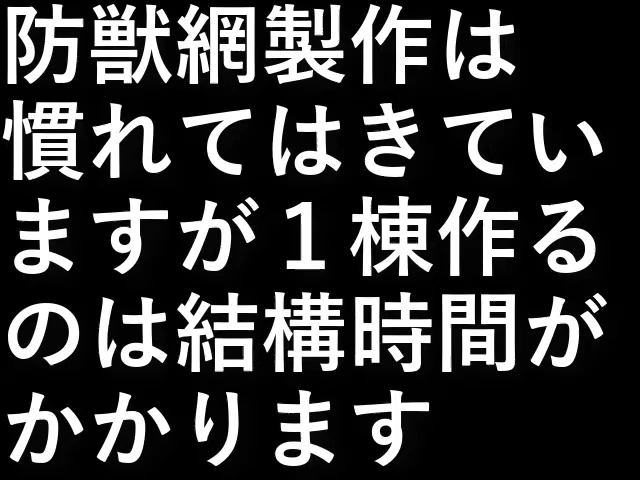 防獣網製作は
慣れてはきてい
ますが１棟作る
のは結構時間が
かかります